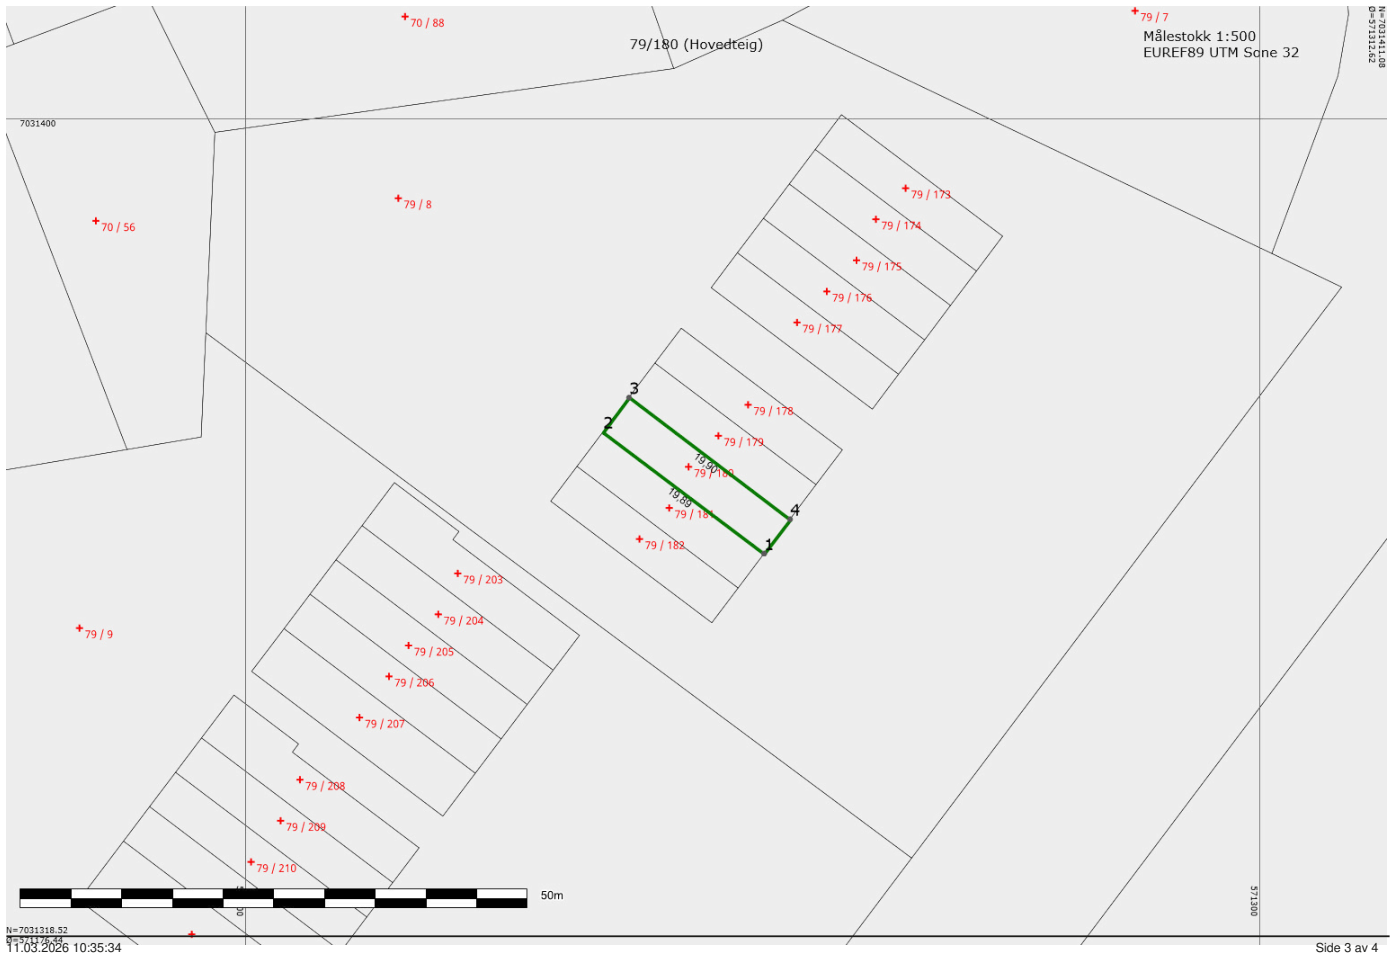 70 / 88
79/180 (Hovedteig)
79 / 7
Målestokk 1:500
EUREF89 UTM Sone 32
N=7031411.08
Ø=571312.62
7031400
79 / 173
79 / 8
70 / 56
79 / 174
79 / 175
79 / 176
79 / 177
3
79 / 178
2
79 / 179
19,90
79 / 180
19,89
4
79 / 181
1
79 / 182
79 / 203
79 / 204
79 / 9
79 / 205
79 / 206
79 / 207
79 / 208
79 / 209
79 / 210
50m
571300
N=7031318.52
Ø=571176.44
11.03.2026 10:35:34
Side 3 av 4